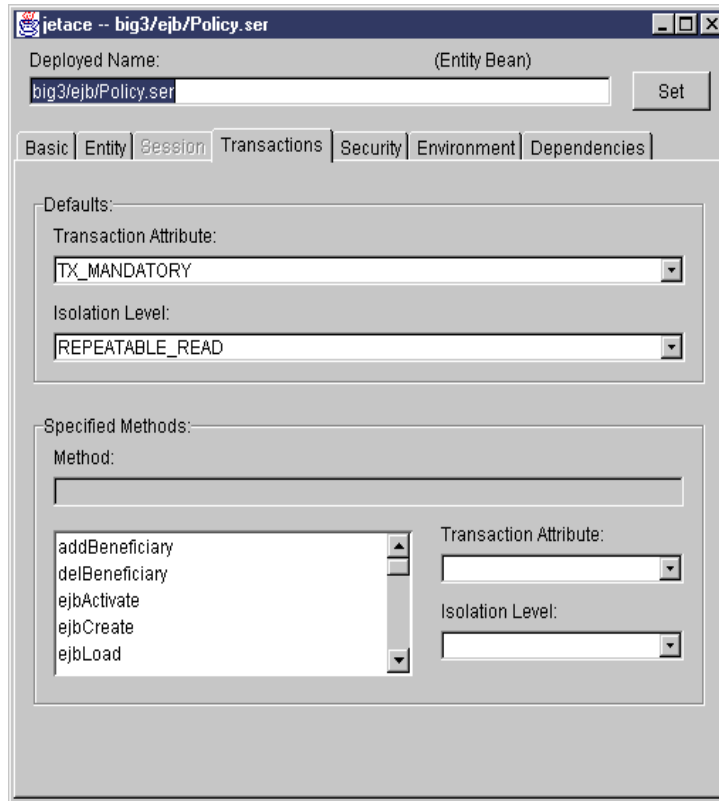 jetace -- big3/ejb/Policy.ser
Deployed Name: (Entity Bean)
big3/ejb/Policy.ser Set
Basic Entity Session Transactions Security Environment Dependencies
Defaults:
Transaction Attribute:
TX_MANDATORY
Isolation Level:
REPEATABLE_READ
Specified Methods:
Method:
addBeneficiary
delBeneficiary
ejbActivate
ejbCreate
ejbLoad
Transaction Attribute:
Isolation Level: